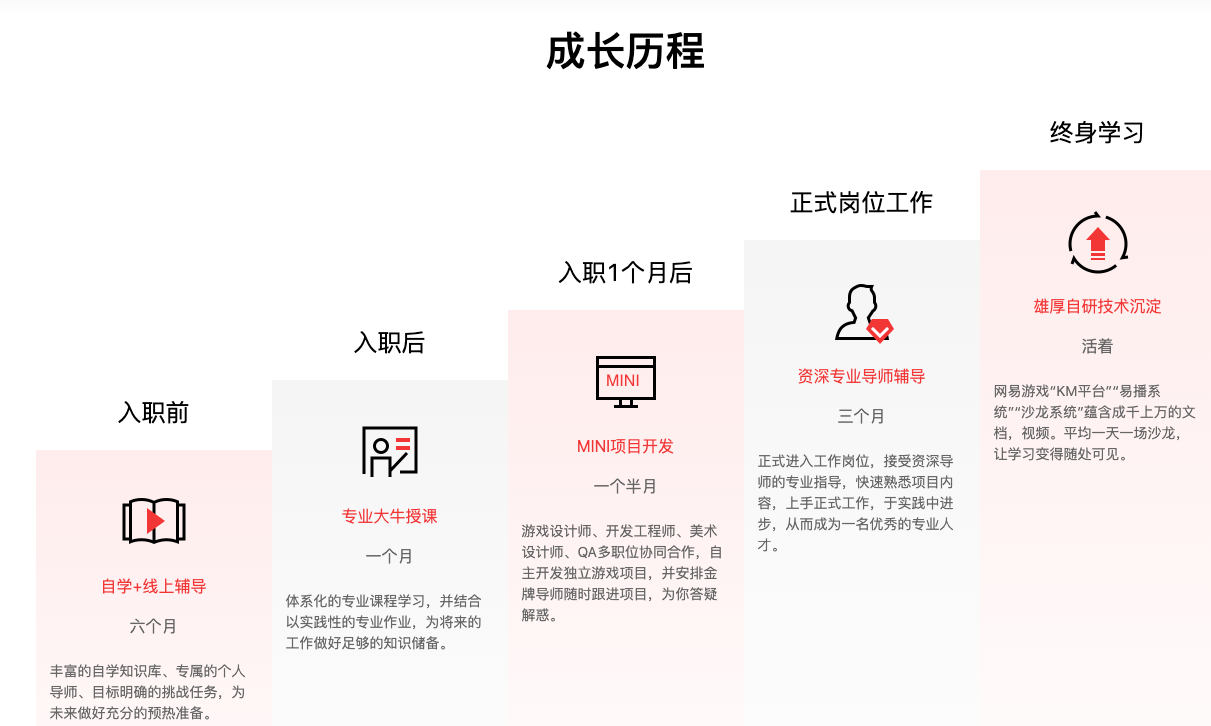 成长历程
入职前
自学+线上辅导
六个月
丰富的自学知识库、专属的个人
导师、目标明确的挑战任务，为
未来做好充分的预热准备。
入职后
专业大牛授课
一个月
体系化的专业课程学习，并结合
以实践性的专业作业，为将来的
工作做好足够的知识储备。
入职1个月后
MINI
MINI项目开发
一个半月
游戏设计师、开发工程师、美术
设计师、QA多职位协同合作，自
主开发独立游戏项目，并安排金
牌导师随时跟进项目，为你答疑
解惑。
正式岗位工作
资深专业导师辅导
三个月
正式进入工作岗位，接受资深导
师的专业指导，快速熟悉项目内
容，上手正式工作，于实践中进
步，从而成为一名优秀的专业人
才。
终身学习
雄厚自研技术沉淀
活着
网易游戏“KM平台”“易播系
统”“沙龙系统”蕴含成千上万的文
档，视频。平均一天一场沙龙，
让学习变得随处可见。